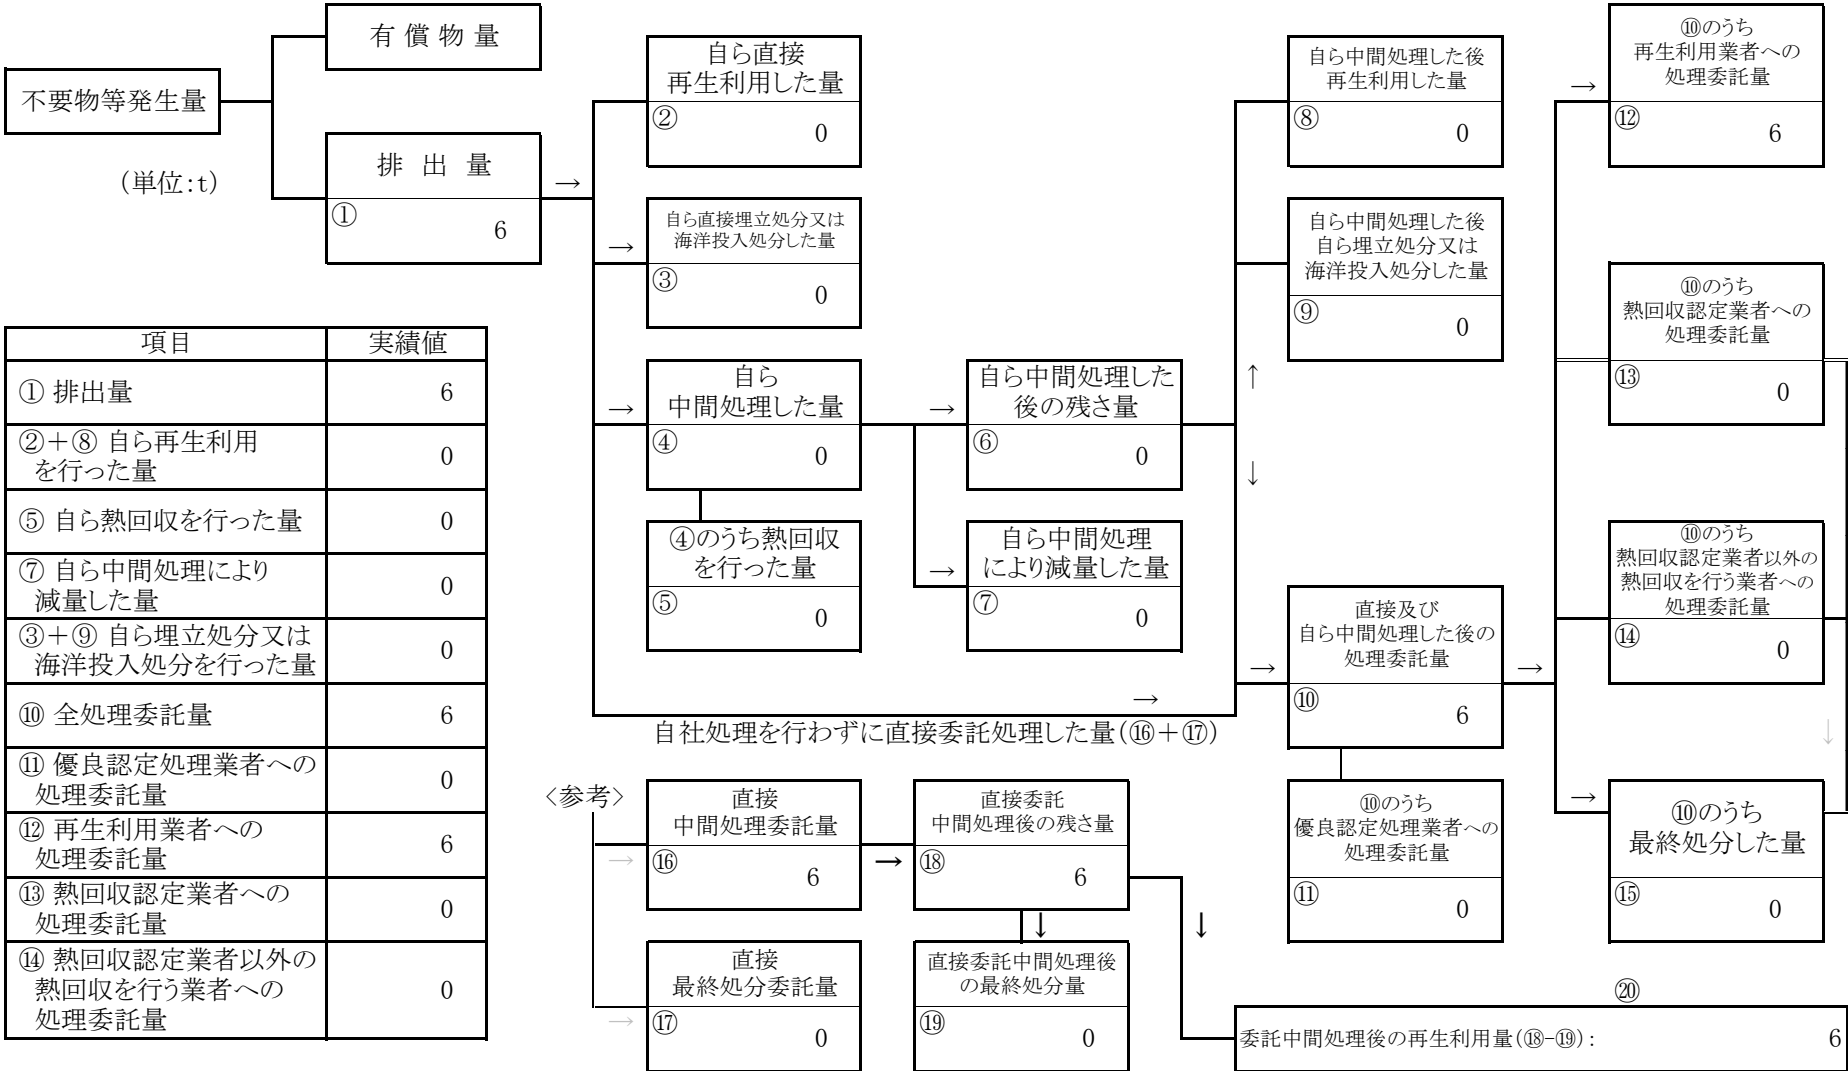 有 償 物 量
不要物等発生量
(単位:t)
排 出 量
①
6
→
自ら直接
再生利用した量
②
0
→
自ら直接埋立処分又は
海洋投入処分した量
③
0
→
自ら
中間処理した量
④
0
④のうち熱回収
を行った量
⑤
0
→
自ら中間処理した
後の残さ量
⑥
0
→
自ら中間処理
により減量した量
⑦
0
→
自社処理を行わずに直接委託処理した量(⑯+⑰)
↑
↓
自ら中間処理した後
再生利用した量
⑧
0
自ら中間処理した後
自ら埋立処分又は
海洋投入処分した量
⑨
0
→
直接及び
自ら中間処理した後の
処理委託量
⑩
6
→
⑩のうち
優良認定処理業者への
処理委託量
⑪
0
→
⑩のうち
再生利用業者への
処理委託量
⑫
6
⑩のうち
熱回収認定業者への
処理委託量
⑬
0
⑩のうち
熱回収認定業者以外の
熱回収を行う業者への
処理委託量
⑭
0
↓
→
⑩のうち
最終処分した量
⑮
0
項目 実績値
① 排出量 6
②+⑧ 自ら再生利用
を行った量 0
⑤ 自ら熱回収を行った量 0
⑦ 自ら中間処理により
減量した量 0
③+⑨ 自ら埋立処分又は
海洋投入処分を行った量 0
⑩ 全処理委託量 6
⑪ 優良認定処理業者への
処理委託量 0
⑫ 再生利用業者への
処理委託量 6
⑬ 熱回収認定業者への
処理委託量 0
⑭ 熱回収認定業者以外の
熱回収を行う業者への
処理委託量 0
<参考>
→
直接
中間処理委託量
⑯
6
→
直接委託
中間処理後の残さ量
⑱
6
↓
↓
→
直接
最終処分委託量
⑰
0
直接委託中間処理後
の最終処分量
⑲
0
⑳
委託中間処理後の再生利用量(⑱-⑲): 6